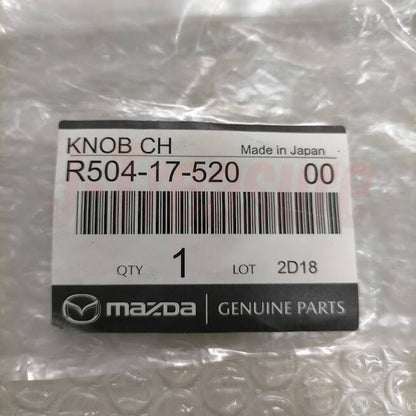 KNOB CH Made in Japan
R504-17-520 00
QTY 1 LOT 2D18
mazda GENUINE PARTS